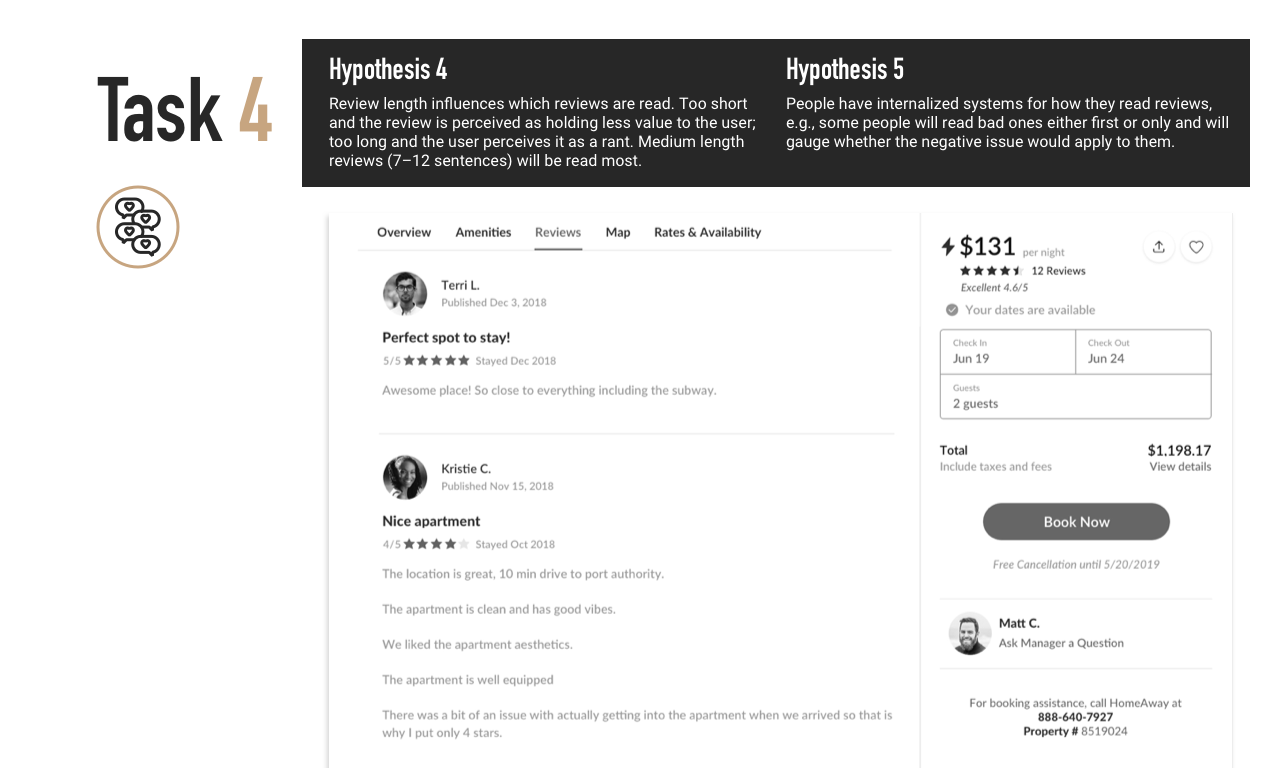 Task 4
Hypothesis 4
Review length influences which reviews are read. Too short
and the review is perceived as holding less value to the user;
too long and the user perceives it as a rant. Medium length
reviews (7–12 sentences) will be read most.
Hypothesis 5
People have internalized systems for how they read reviews,
e.g., some people will read bad ones either first or only and will
gauge whether the negative issue would apply to them.
Overview Amenities Reviews Map Rates & Availability
Terri L.
Published Dec 3, 2018
Perfect spot to stay!
5/5 Stayed Dec 2018
Awesome place! So close to everything including the subway.
Kristie C.
Published Nov 15, 2018
Nice apartment
4/5 Stayed Oct 2018
The location is great, 10 min drive to port authority.
The apartment is clean and has good vibes.
We liked the apartment aesthetics.
The apartment is well equipped
There was a bit of an issue with actually getting into the apartment when we arrived so that is
why I put only 4 stars.
$131 per night
12 Reviews
Excellent 4.6/5
Your dates are available
Check In
Jun 19
Check Out
Jun 24
Guests
2 guests
Total $1,198.17
Include taxes and fees View details
Book Now
Free Cancellation until 5/20/2019
Matt C.
Ask Manager a Question
For booking assistance, call HomeAway at
888-640-7927
Property # 8519024